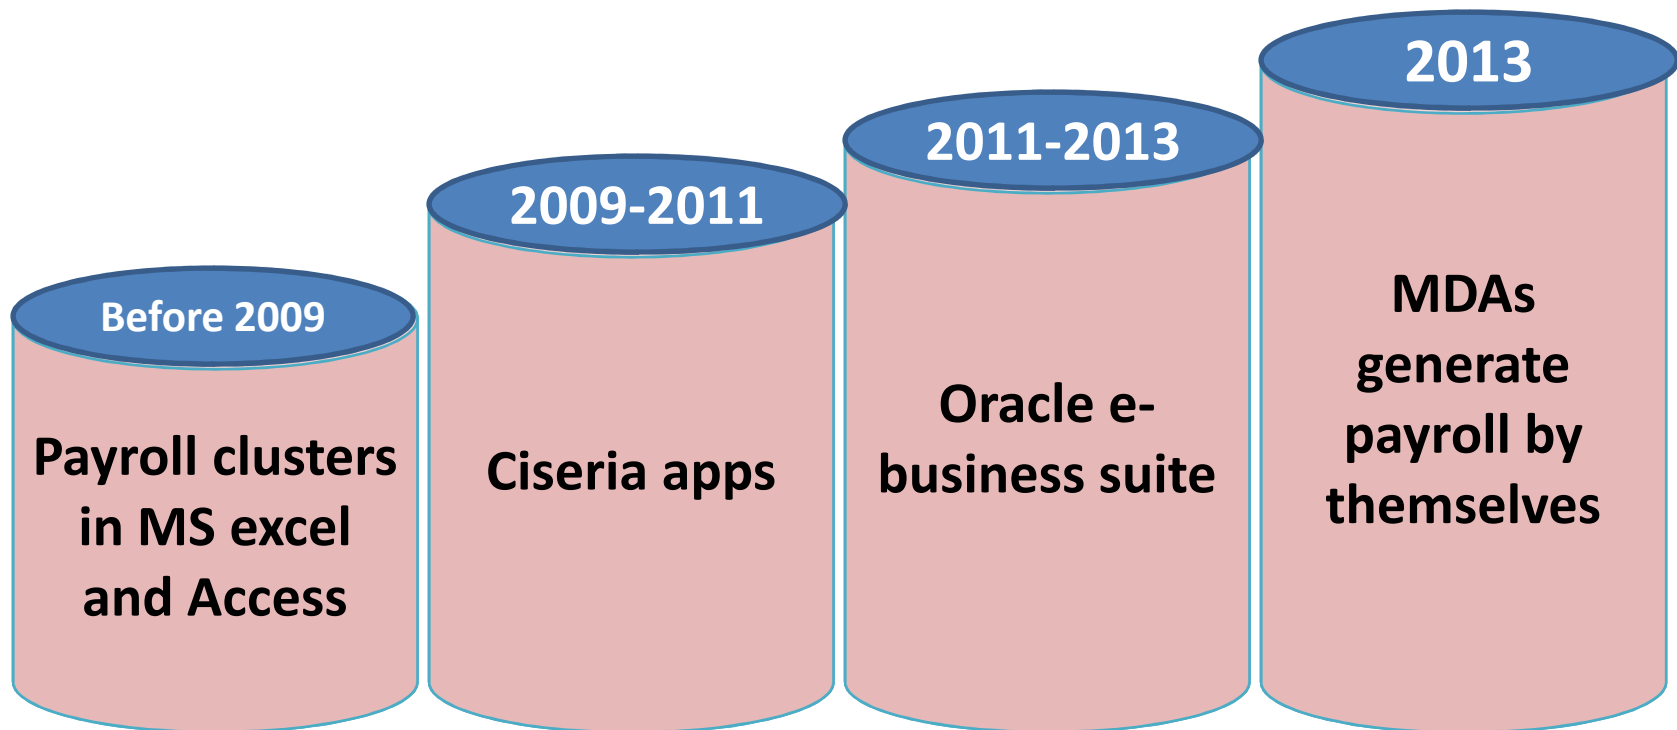 Before 2009
Payroll clusters
in MS excel
and Access
2009-2011
Ciseria apps
2011-2013
Oracle e-
business suite
2013
MDAs
generate
payroll by
themselves